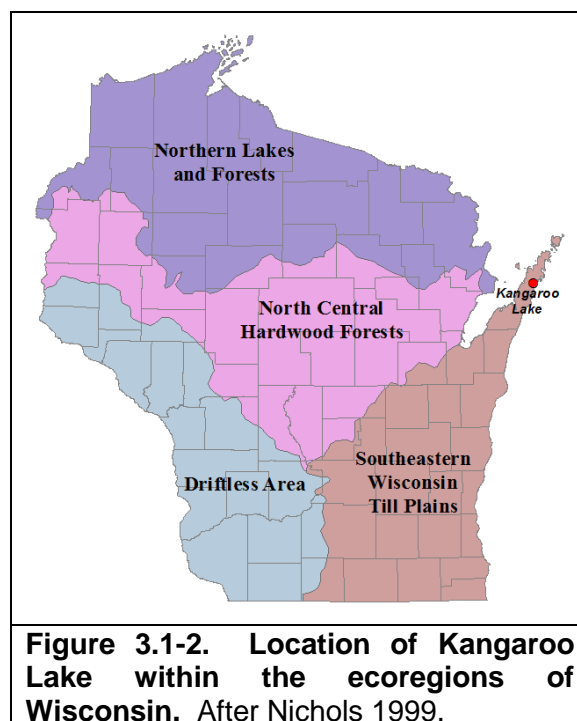 Northern Lakes
and Forests
Kangaroo
Lake
North Central
Hardwood Forests
Southeastern
Wisconsin
Till Plains
Driftless Area
Figure 3.1-2. Location of Kangaroo
Lake within the ecoregions of
Wisconsin. After Nichols 1999.